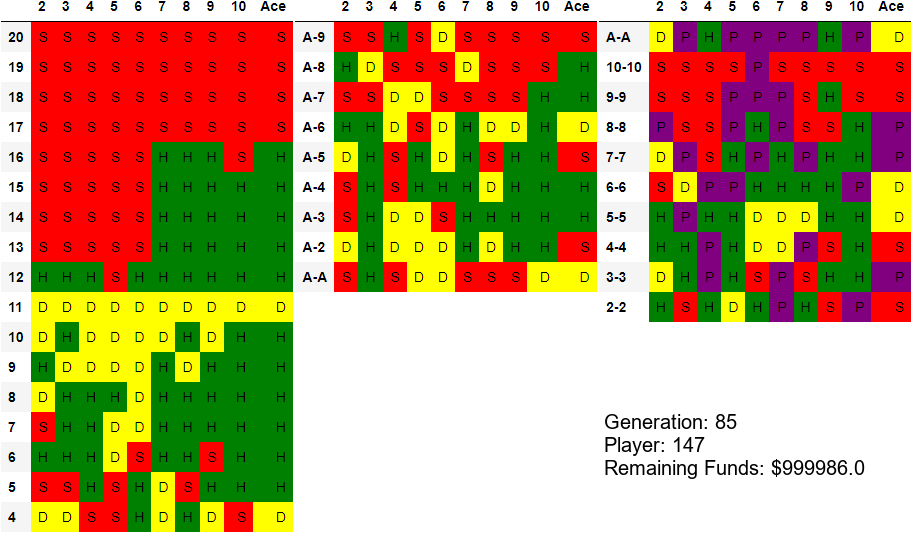 2 3 4 5 6 7 8 9 10 Ace
20 S S S S S S S S S S
19 S S S S S S S S S S
18 S S S S S S S S S S
17 S S S S S S S S S S
16 S S S S S H H H S H
15 S S S S S H H H H H
14 S S S S S H H H H H
13 S S S S S H H H H H
12 H H H S H H H H H H
11 D D D D D D D D D D
10 D H D D D D H D H H
9 H D D D D H D H H H
8 D H H H D H H H H H
7 S H H D D H H H H H
6 H H H D S H H S H H
5 S S H S H D S H H H
4 D D S S H D H D S D
2 3 4 5 6 7 8 9 10 Ace
A-9 S S H S D S S S S S
A-8 H D S S S D S S S H
A-7 S S D D S S S S H H
A-6 H H D S D H D D H D
A-5 D H S H D H S H H S
A-4 S H S H H H D H H H
A-3 S H D D S H H H H H
A-2 D H D D D H D H H S
A-A S H S D D S S S D D
2 3 4 5 6 7 8 9 10 Ace
A-A D P H P P P P H P D
10-10 S S S S P S S S S S
9-9 S S S P P P S H S S
8-8 P S S P H P S S H P
7-7 D P S H P H P H H P
6-6 S D P P H H H H P D
5-5 H P H H D D D H H D
4-4 H H P H D D P S H S
3-3 D H P H S P S H H P
2-2 H S H D H P H S P S
Generation: 85
Player: 147
Remaining Funds: $999986.0